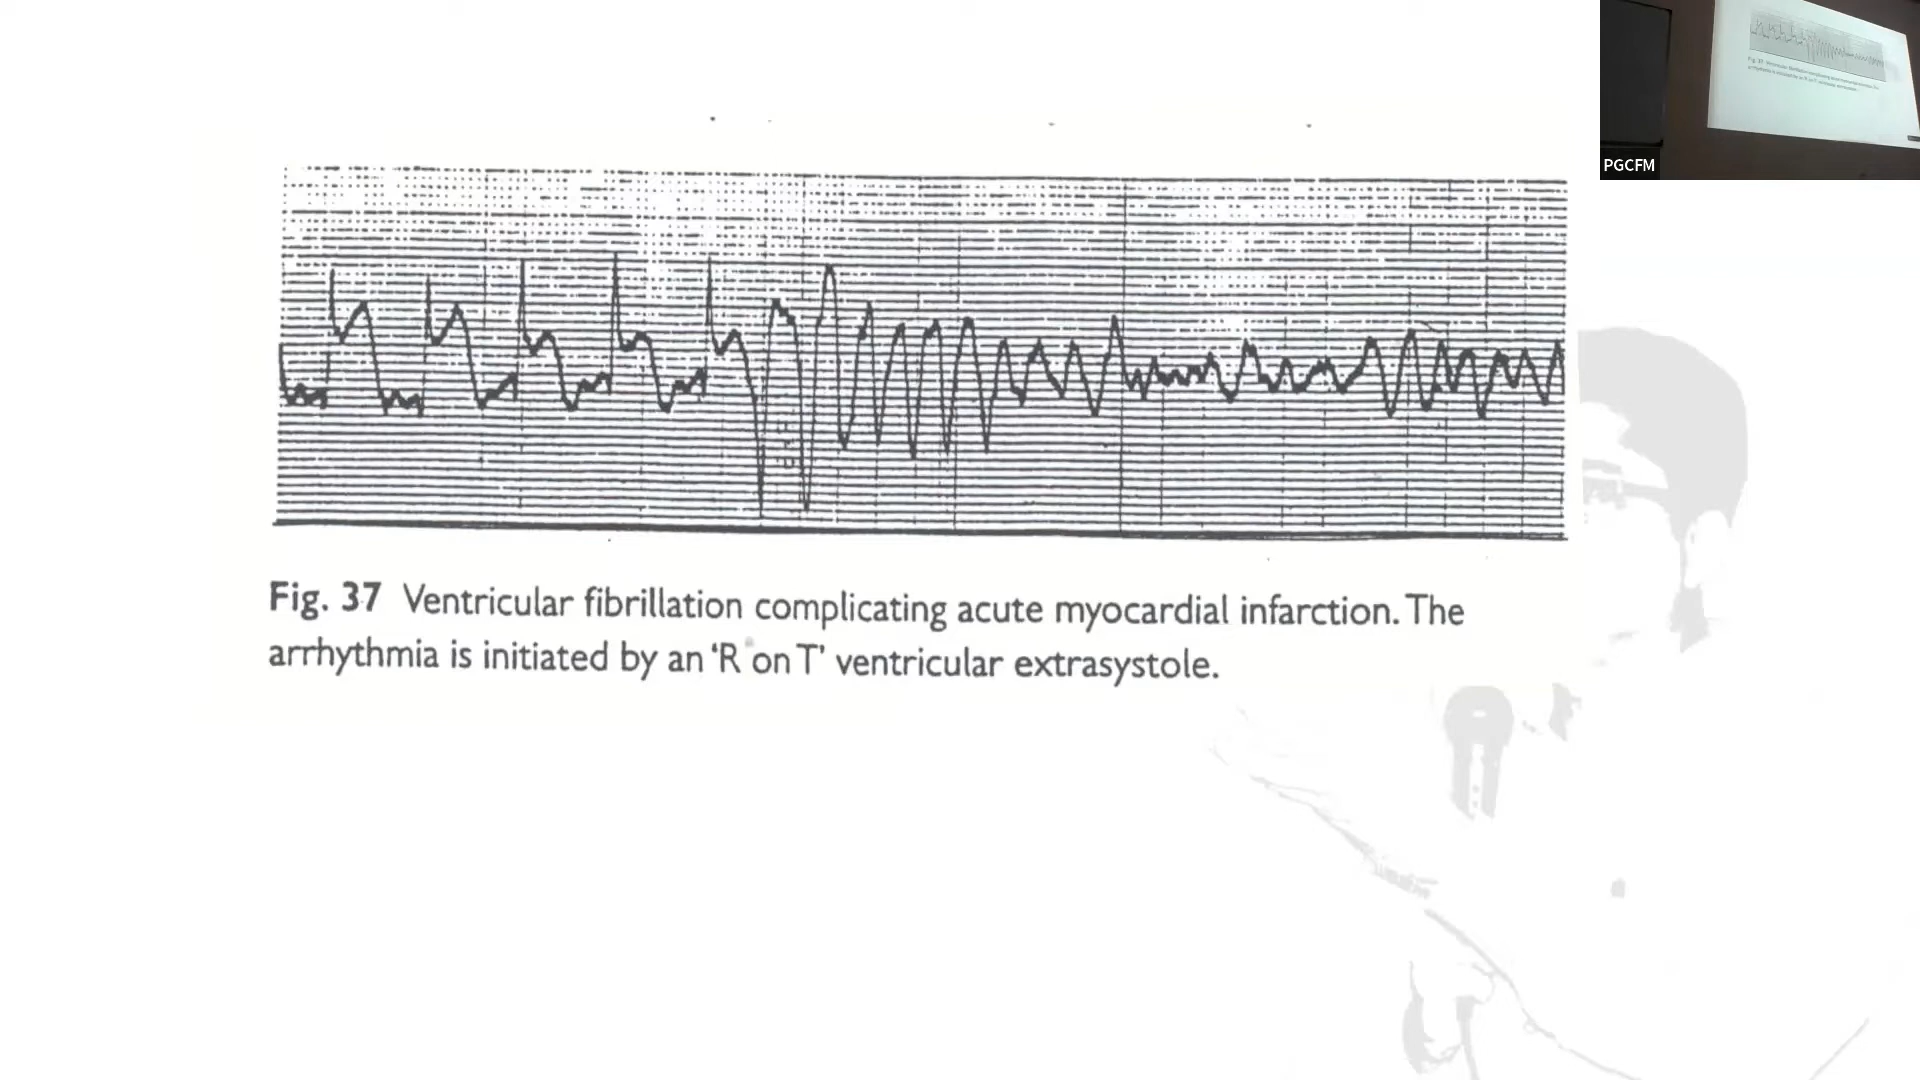 PGCFM
Fig. 37 Ventricular fibrillation complicating acute myocardial infarction. The
arrhythmia is initiated by an ‘R on T’ ventricular extrasystole.